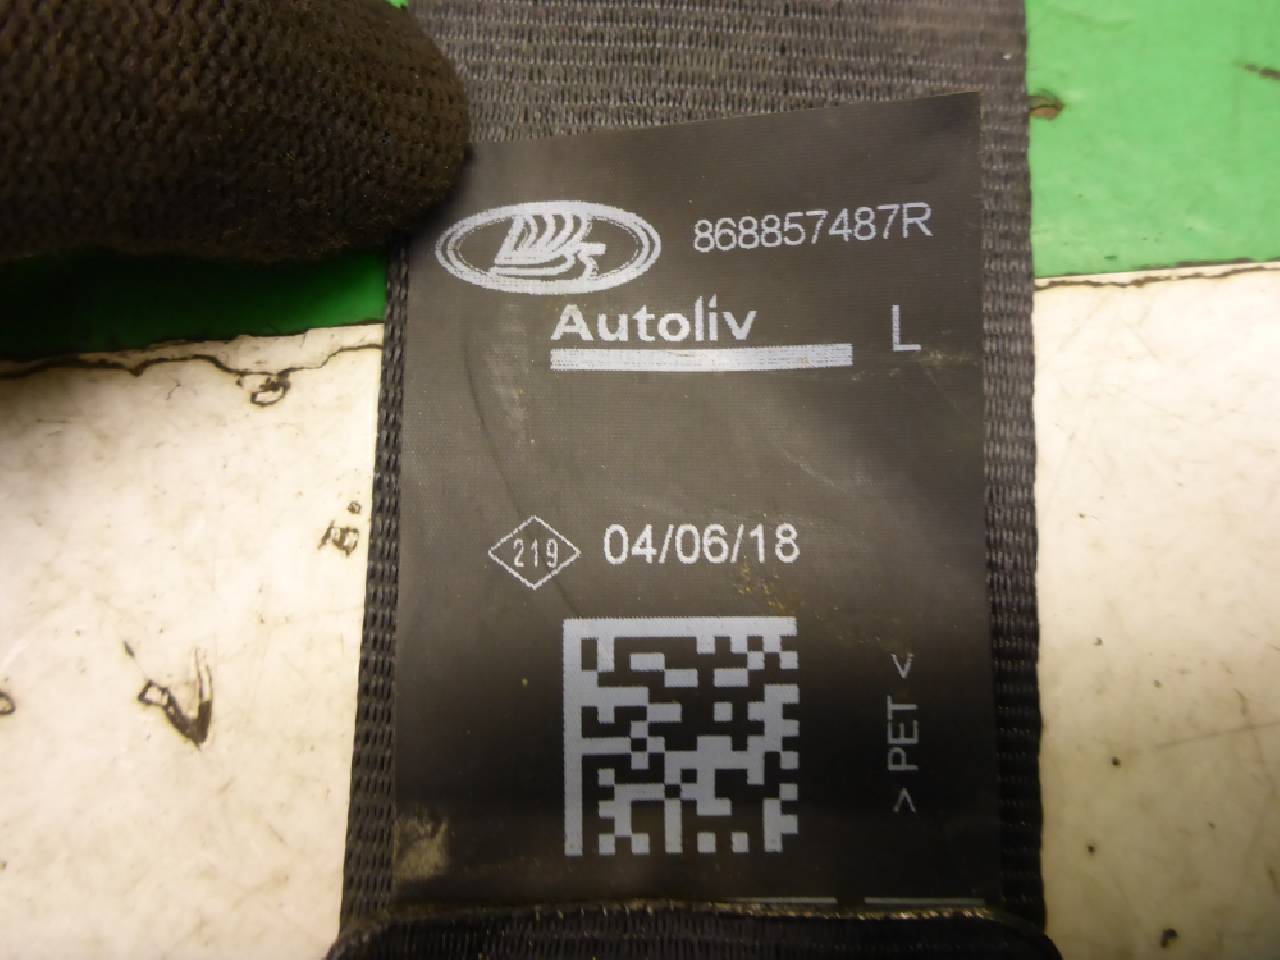 868857487R
Autoliv
L
219
04/06/18
> PET <